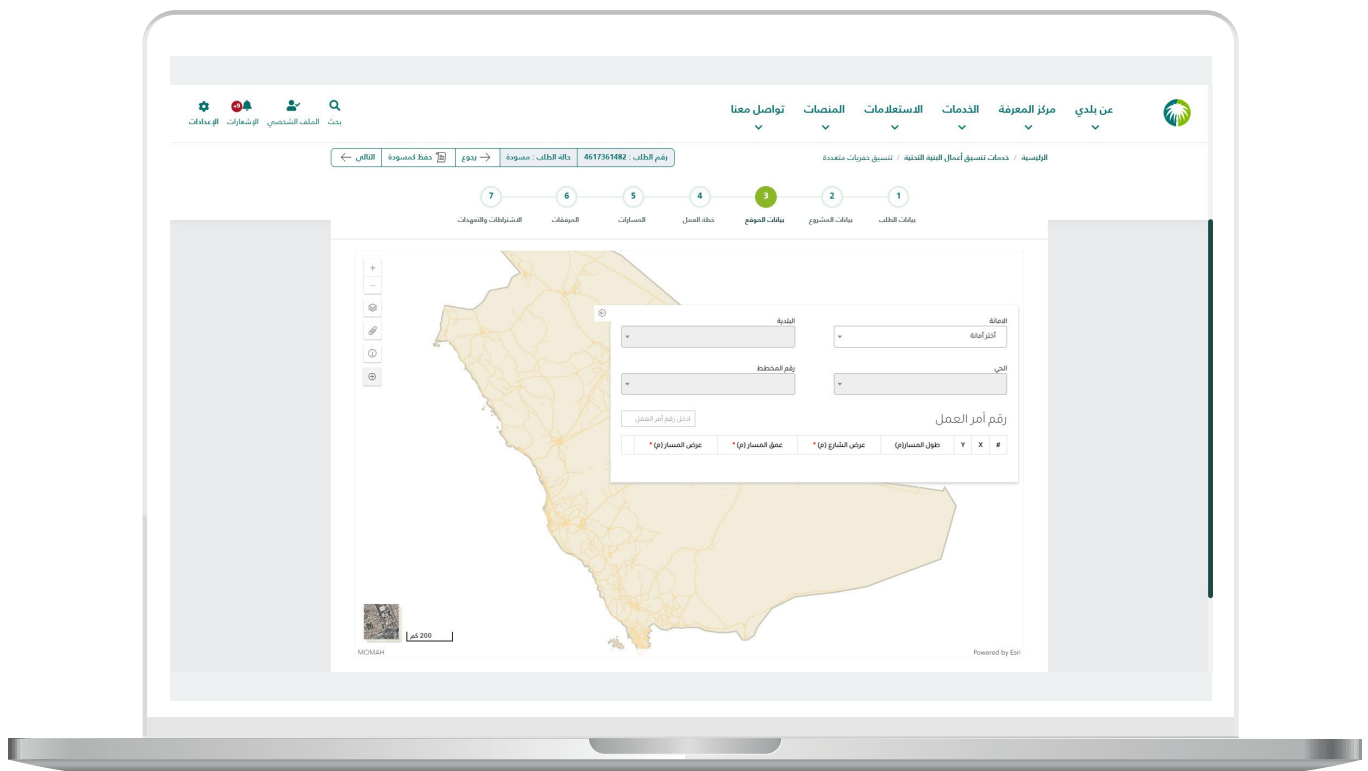 عن بلدي
مركز المعرفة
الخدمات
الاستعلامات
المنصات
تواصل معنا
بحث
الملف الشخصي
الإشعارات
الإعدادات
الرئيسية / خدمات تنسيق أعمال البنية التحتية / تنسيق حفريات متعددة
رقم الطلب : 4617361482
حالة الطلب : مسودة
رجوع
حفظ كمسودة
التالي
1 بيانات الطلب
2 بيانات المشروع
3 بيانات الموقع
4 خطة العمل
5 المسارات
6 المرفقات
7 الاشتراطات والتعهدات
الامانة
أختر أمانة
البلدية
الحي
رقم المخطط
رقم أمر العمل
ادخل رقم أمر العمل
# X Y طول المسار(م) عرض الشارع (م) * عمق المسار (م) * عرض المسار (م) *
200 كم
MOMAH
Powered by Esri